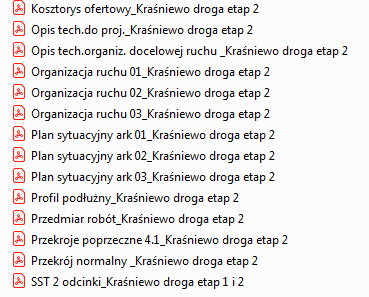 Kosztorys ofertowy_Kraśniewo droga etap 2
Opis tech.do proj._Kraśniewo droga etap 2
Opis tech.organiz. docelowej ruchu _Kraśniewo droga etap 2
Organizacja ruchu 01_Kraśniewo droga etap 2
Organizacja ruchu 02_Kraśniewo droga etap 2
Organizacja ruchu 03_Kraśniewo droga etap 2
Plan sytuacyjny ark 01_Kraśniewo droga etap 2
Plan sytuacyjny ark 02_Kraśniewo droga etap 2
Plan sytuacyjny ark 03_Kraśniewo droga etap 2
Profil podłużny_Kraśniewo droga etap 2
Przedmiar robót_Kraśniewo droga etap 2
Przekroje poprzeczne 4.1_Kraśniewo droga etap 2
Przekrój normalny _Kraśniewo droga etap 2
SST 2 odcinki_Kraśniewo droga etap 1 i 2